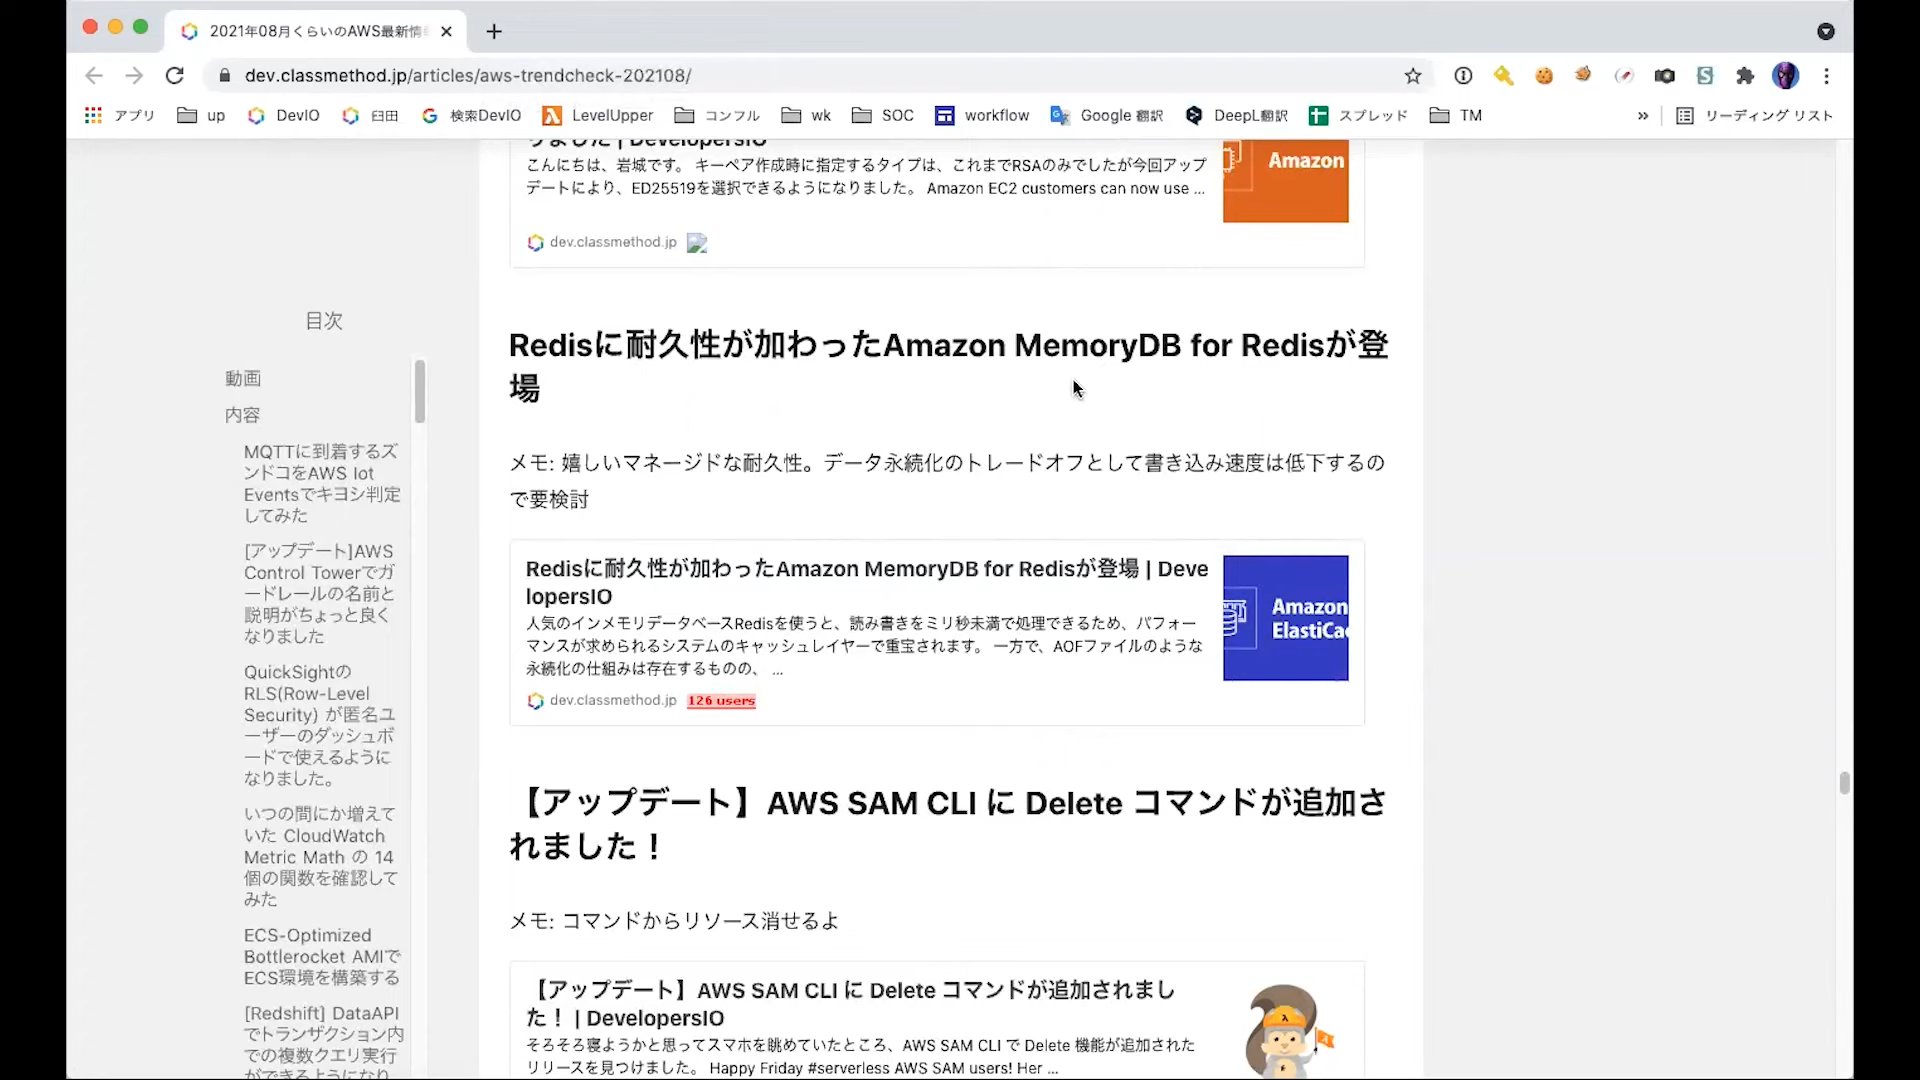 2021年08月くらいのAWS最新情
dev.classmethod.jp/articles/aws-trendcheck-202108/
アプリ up DevIO 臼田 検索DevIO LevelUpper コンフル wk SOC workflow Google 翻訳 DeepL翻訳 スプレッド TM » リーディング リスト
りました | DevelopersIO
こんにちは、岩城です。 キーペア作成時に指定するタイプは、これまでRSAのみでしたが今回アップ
デートにより、ED25519を選択できるようになりました。 Amazon EC2 customers can now use ...
Amazon
dev.classmethod.jp
目次
動画
内容
MQTTに到着するズ
ンドコをAWS Iot
Eventsでキヨシ判定
してみた
[アップデート]AWS
Control Towerでガ
ードレールの名前と
説明がちょっと良く
なりました
QuickSightの
RLS(Row-Level
Security) が匿名ユ
ーザーのダッシュボ
ードで使えるように
なりました。
いつの間にか増えて
いた CloudWatch
Metric Math の 14
個の関数を確認して
みた
ECS-Optimized
Bottlerocket AMIで
ECS環境を構築する
[Redshift] DataAPI
でトランザクション内
での複数クエリ実行
ができるようになり
Redisに耐久性が加わったAmazon MemoryDB for Redisが登
場
メモ: 嬉しいマネージドな耐久性。データ永続化のトレードオフとして書き込み速度は低下するの
で要検討
Redisに耐久性が加わったAmazon MemoryDB for Redisが登場 | Deve
lopersIO
人気のインメモリデータベースRedisを使うと、読み書きをミリ秒未満で処理できるため、パフォー
マンスが求められるシステムのキャッシュレイヤーで重宝されます。 一方で、AOFファイルのような
永続化の仕組みは存在するものの、 ...
Amazon
ElastiCa
dev.classmethod.jp 126 users
【アップデート】AWS SAM CLI に Delete コマンドが追加さ
れました！
メモ: コマンドからリソース消せるよ
【アップデート】AWS SAM CLI に Delete コマンドが追加されまし
た！ | DevelopersIO
そろそろ寝ようかと思ってスマホを眺めていたところ、AWS SAM CLI で Delete 機能が追加された
リリースを見つけました。 Happy Friday #serverless AWS SAM users! Her ...